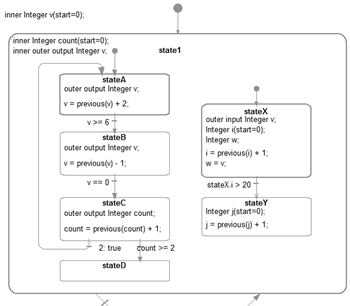 inner Integer v(start=0);
inner Integer count(start=0);
inner outer output Integer v;
state1
stateA
outer output Integer v;
v = previous(v) + 2;
v >= 6
stateB
outer output Integer v;
v = previous(v) - 1;
v == 0
stateC
outer output Integer count;
count = previous(count) + 1;
2: true
count >= 2
stateD
stateX
outer input Integer v;
Integer i(start=0);
Integer w;
i = previous(i) + 1;
w = v;
stateX.i > 20
stateY
Integer j(start=0);
j = previous(j) + 1;